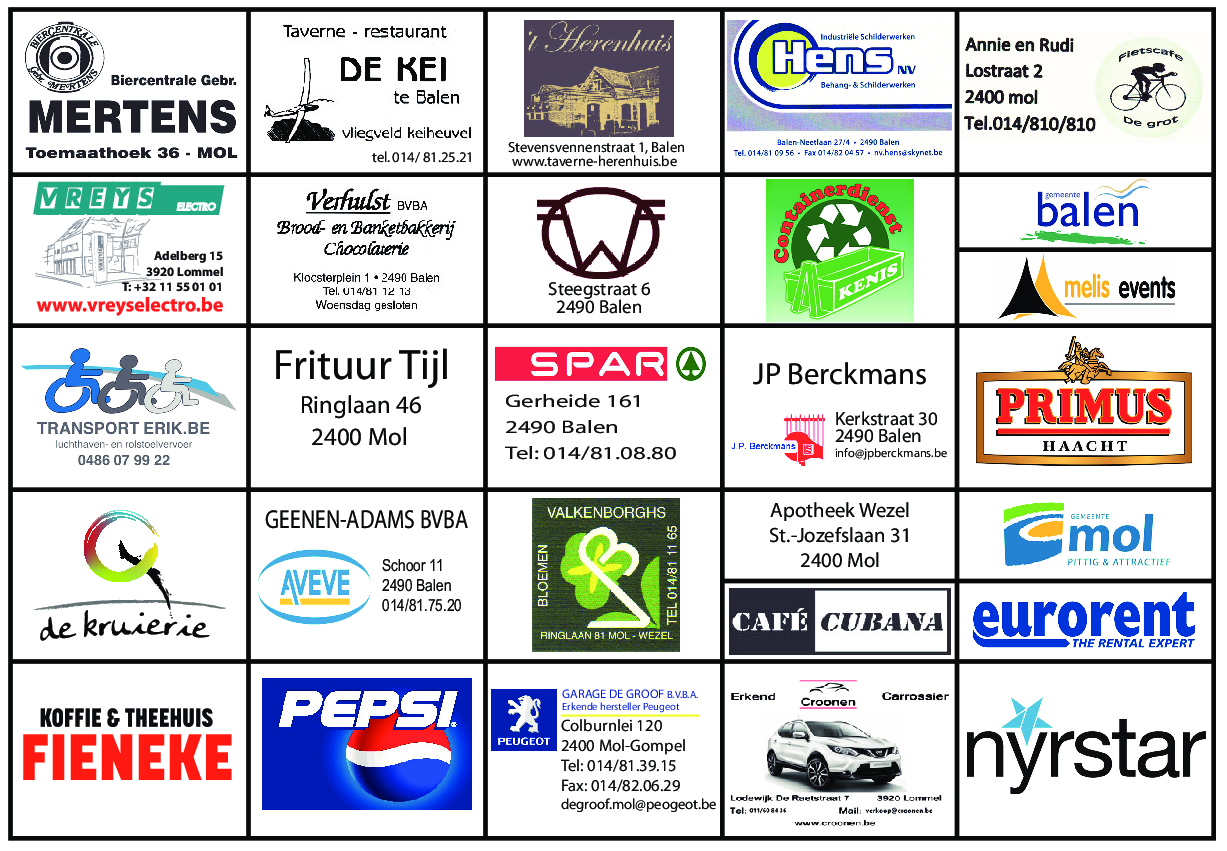 BIERCENTRALE
Gebr. MERTENS
Biercentrale Gebr.
MERTENS
Toemaathoek 36 - MOL
Taverne - restaurant
DE KEI
te Balen
vliegveld keiheuvel
tel.014/ 81.25.21
't Herenhuis
Stevensvennenstraat 1, Balen
www.taverne-herenhuis.be
Industriële Schilderwerken
Hens NV
Behang- & Schilderwerken
Balen-Neetlaan 27/4 • 2490 Balen
Tel. 014/81 09 56 • Fax 014/82 04 57 • nv.hens@skynet.be
Annie en Rudi
Lostraat 2
2400 mol
Tel.014/810/810
Fietscafe
De grot
VREYS
ELECTRO
Adelberg 15
3920 Lommel
T: +32 11 55 01 01
www.vreyselectro.be
Verhulst BVBA
Brood- en Banketbakkerij
Chocolaterie
Kloosterplein 1 • 2490 Balen
Tel. 014/81 12 13
Woensdag gesloten
W
Steegstraat 6
2490 Balen
Containerdienst
KENIS
gemeente
balen
melis events
TRANSPORT ERIK.BE
luchthaven- en rolstoelvervoer
0486 07 99 22
Frituur Tijl
Ringlaan 46
2400 Mol
SPAR
Gerheide 161
2490 Balen
Tel: 014/81.08.80
JP Berckmans
J.P. Berckmans
Kerkstraat 30
2490 Balen
info@jpberckmans.be
PRIMUS
HAACHT
de kruierie
GEENEN-ADAMS BVBA
AVEVE
Schoor 11
2490 Balen
014/81.75.20
VALKENBORGHS
BLOEMEN
TEL 014/81 11 65
RINGLAAN 81 MOL - WEZEL
Apotheek Wezel
St.-Jozefslaan 31
2400 Mol
CAFÉ CUBANA
GEMEENTE
mol
PITTIG & ATTRACTIEF
eurorent
THE RENTAL EXPERT
KOFFIE & THEEHUIS
FIENEKE
PEPSI
PEUGEOT
GARAGE DE GROOF B.V.B.A.
Erkende hersteller Peugeot
Colburnlei 120
2400 Mol-Gompel
Tel: 014/81.39.15
Fax: 014/82.06.29
degroof.mol@peogeot.be
Erkend Croonen Carrossier
Lodewijk De Raetstraat 7 3920 Lommel
Tel: 011/60 84 36 Mail: verkoop@croonen.be
www.croonen.be
nyrstar